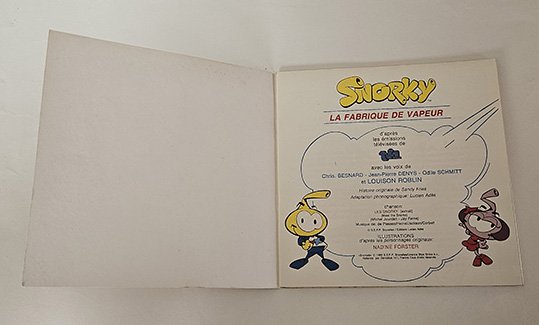 SNORKY
LA FABRIQUE DE VAPEUR
d'après
les émissions
télévisées de
avec les voix de
Chris. BESNARD - Jean-Pierre DENYS - Odile SCHMITT
et LOUISON ROBLIN
Histoire originale de Sandy Fries
Adaptation phonographique: Lucien Adès
chanson:
LES SNORKY (extrait)
ILLUSTRATIONS
d'après les personnages originaux:
NADINE FORSTER